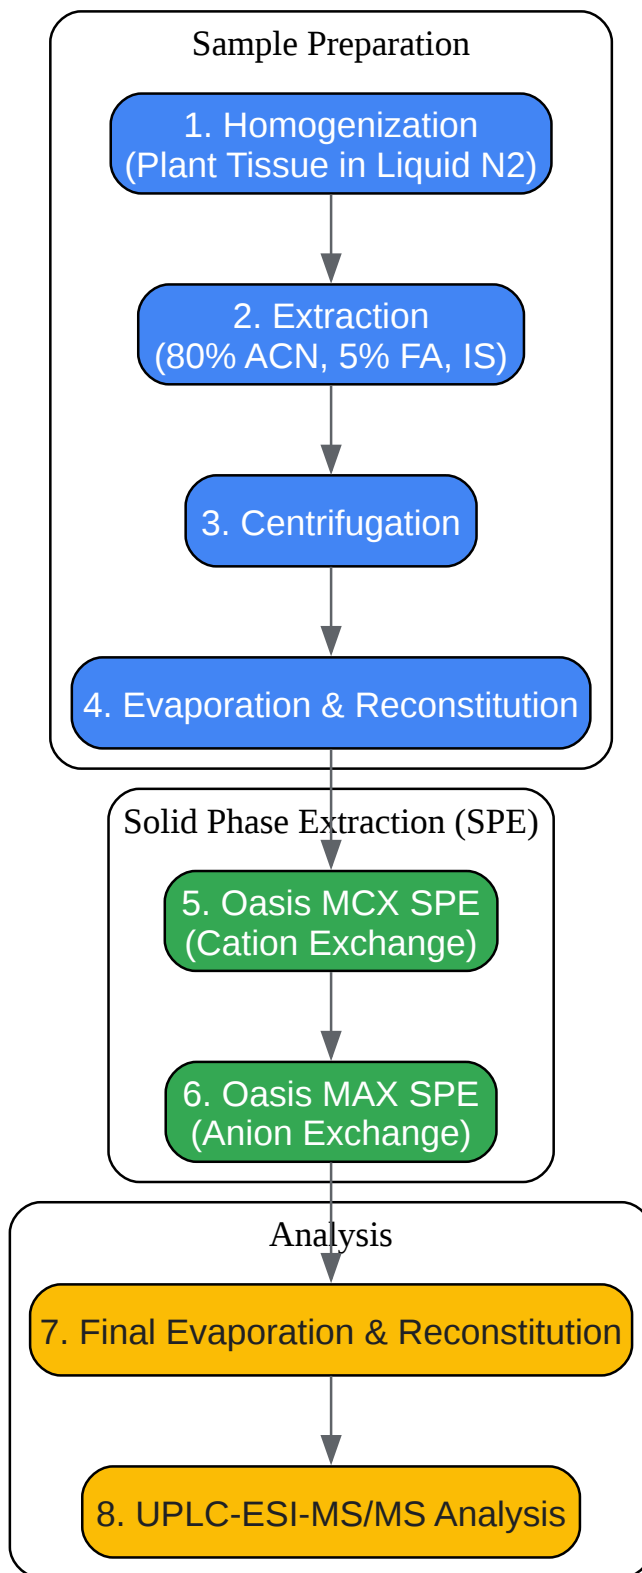 Sample Preparation
1. Homogenization
(Plant Tissue in Liquid N2)
2. Extraction
(80% ACN, 5% FA, IS)
3. Centrifugation
4. Evaporation & Reconstitution
Solid Phase Extraction (SPE)
5. Oasis MCX SPE
(Cation Exchange)
6. Oasis MAX SPE
(Anion Exchange)
Analysis
7. Final Evaporation & Reconstitution
8. UPLC-ESI-MS/MS Analysis